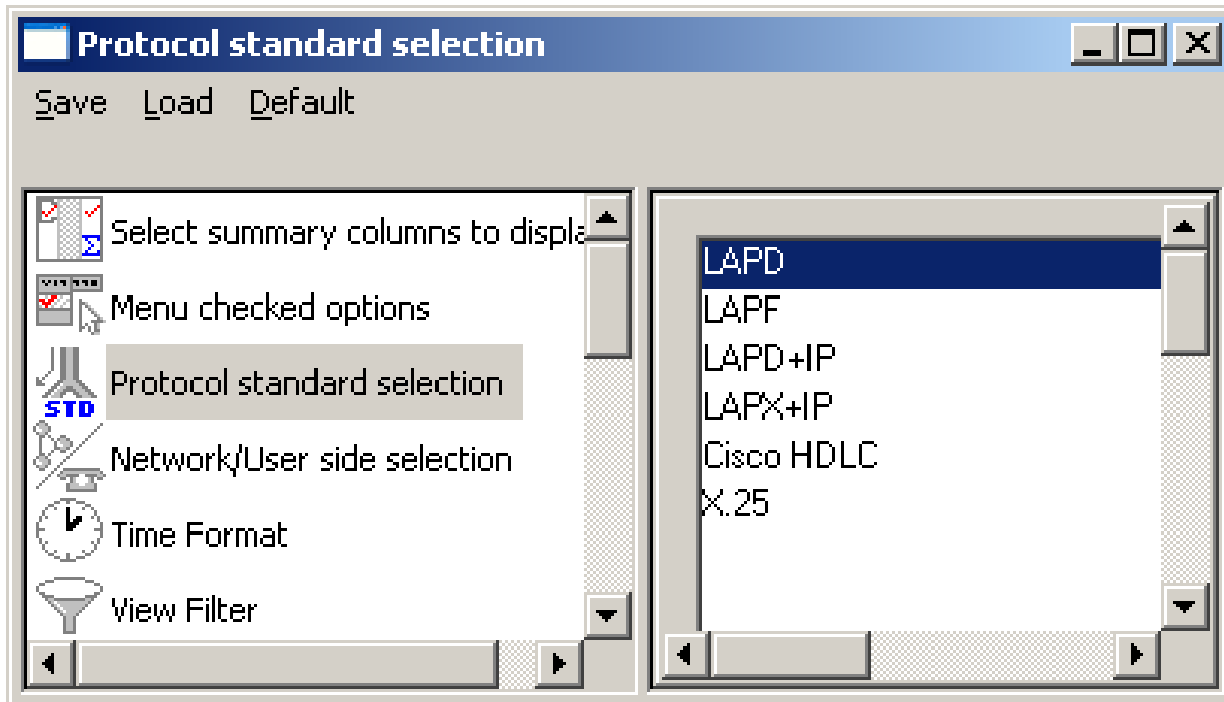 Protocol standard selection
Save Load Default
Select summary columns to displa
Menu checked options
STD
Protocol standard selection
Network/User side selection
Time Format
View Filter
LAPD
LAPF
LAPD+IP
LAPX+IP
Cisco HDLC
X.25